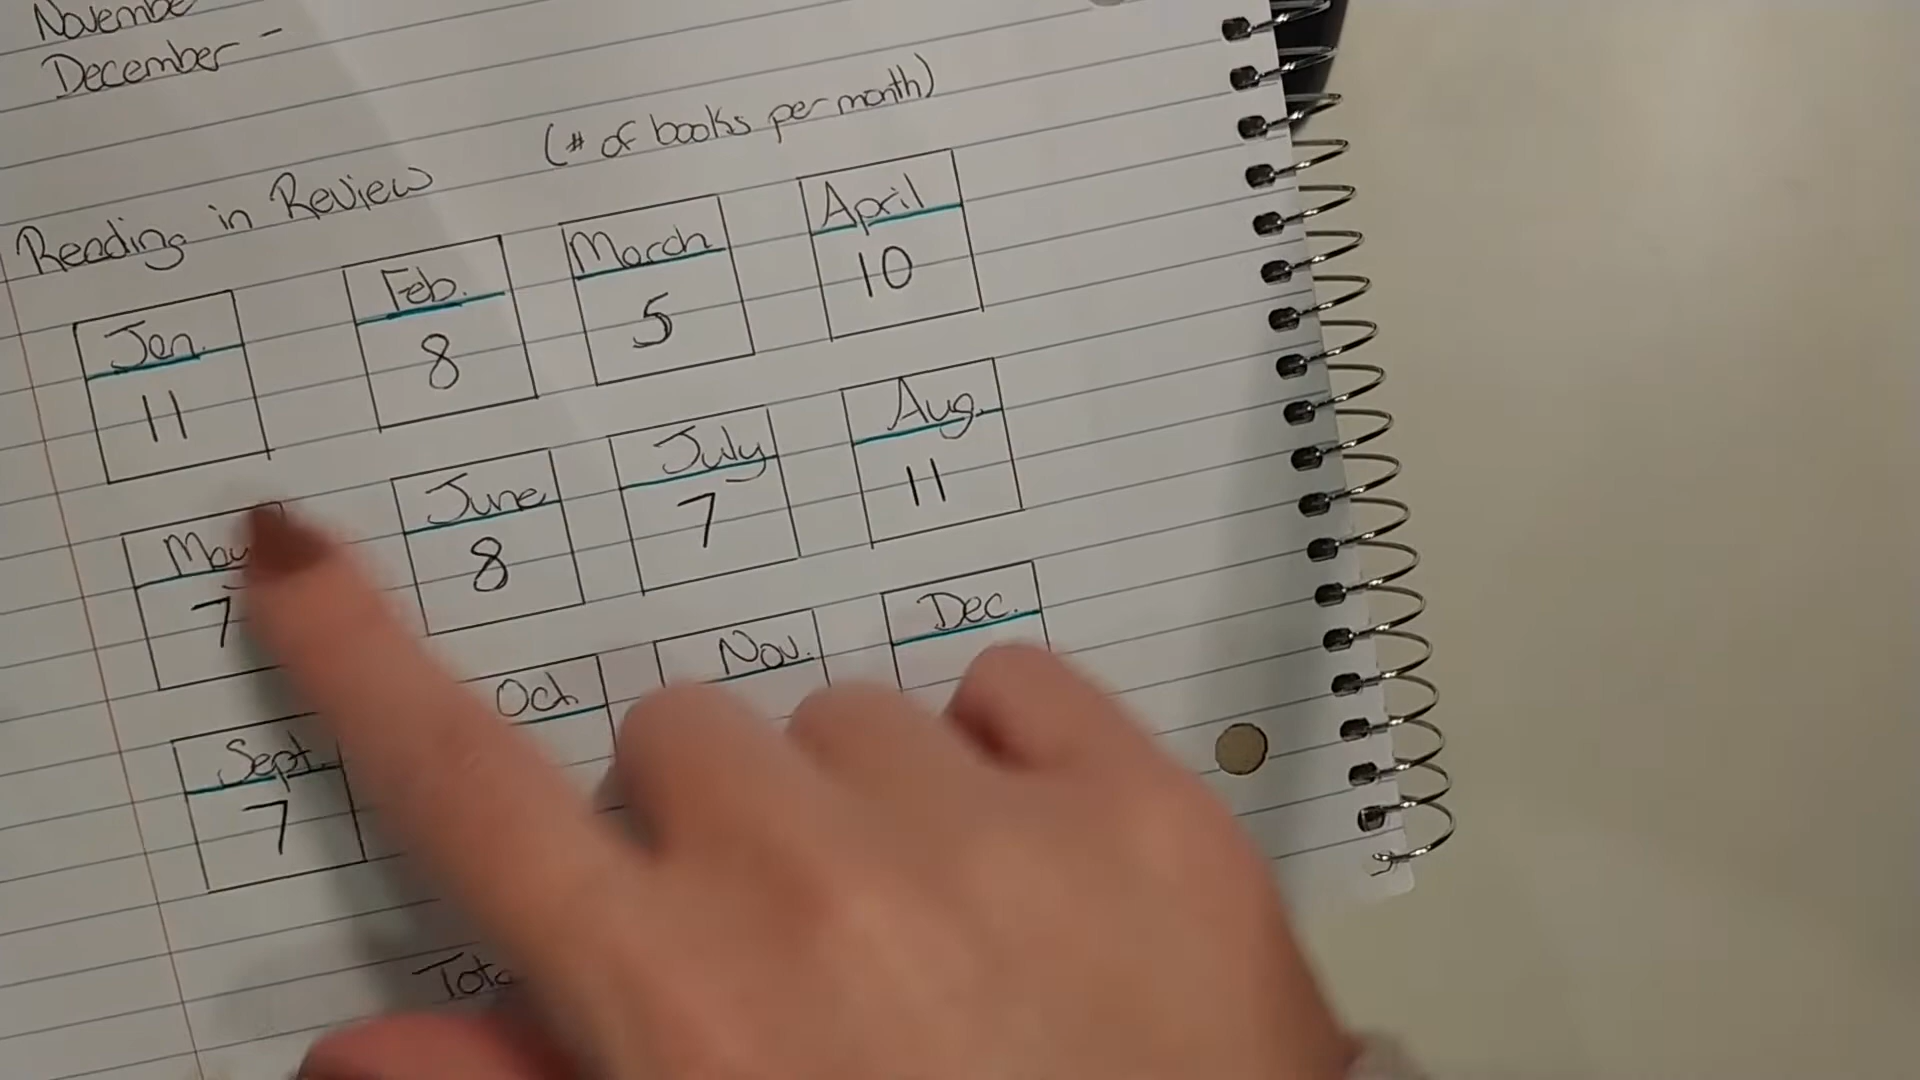 November
December -
Reading in Review (# of books per month)
Jan. Feb. March April
11 8 5 10
May June July Aug.
7 8 7 11
Sept. Oct. Nov. Dec.
7